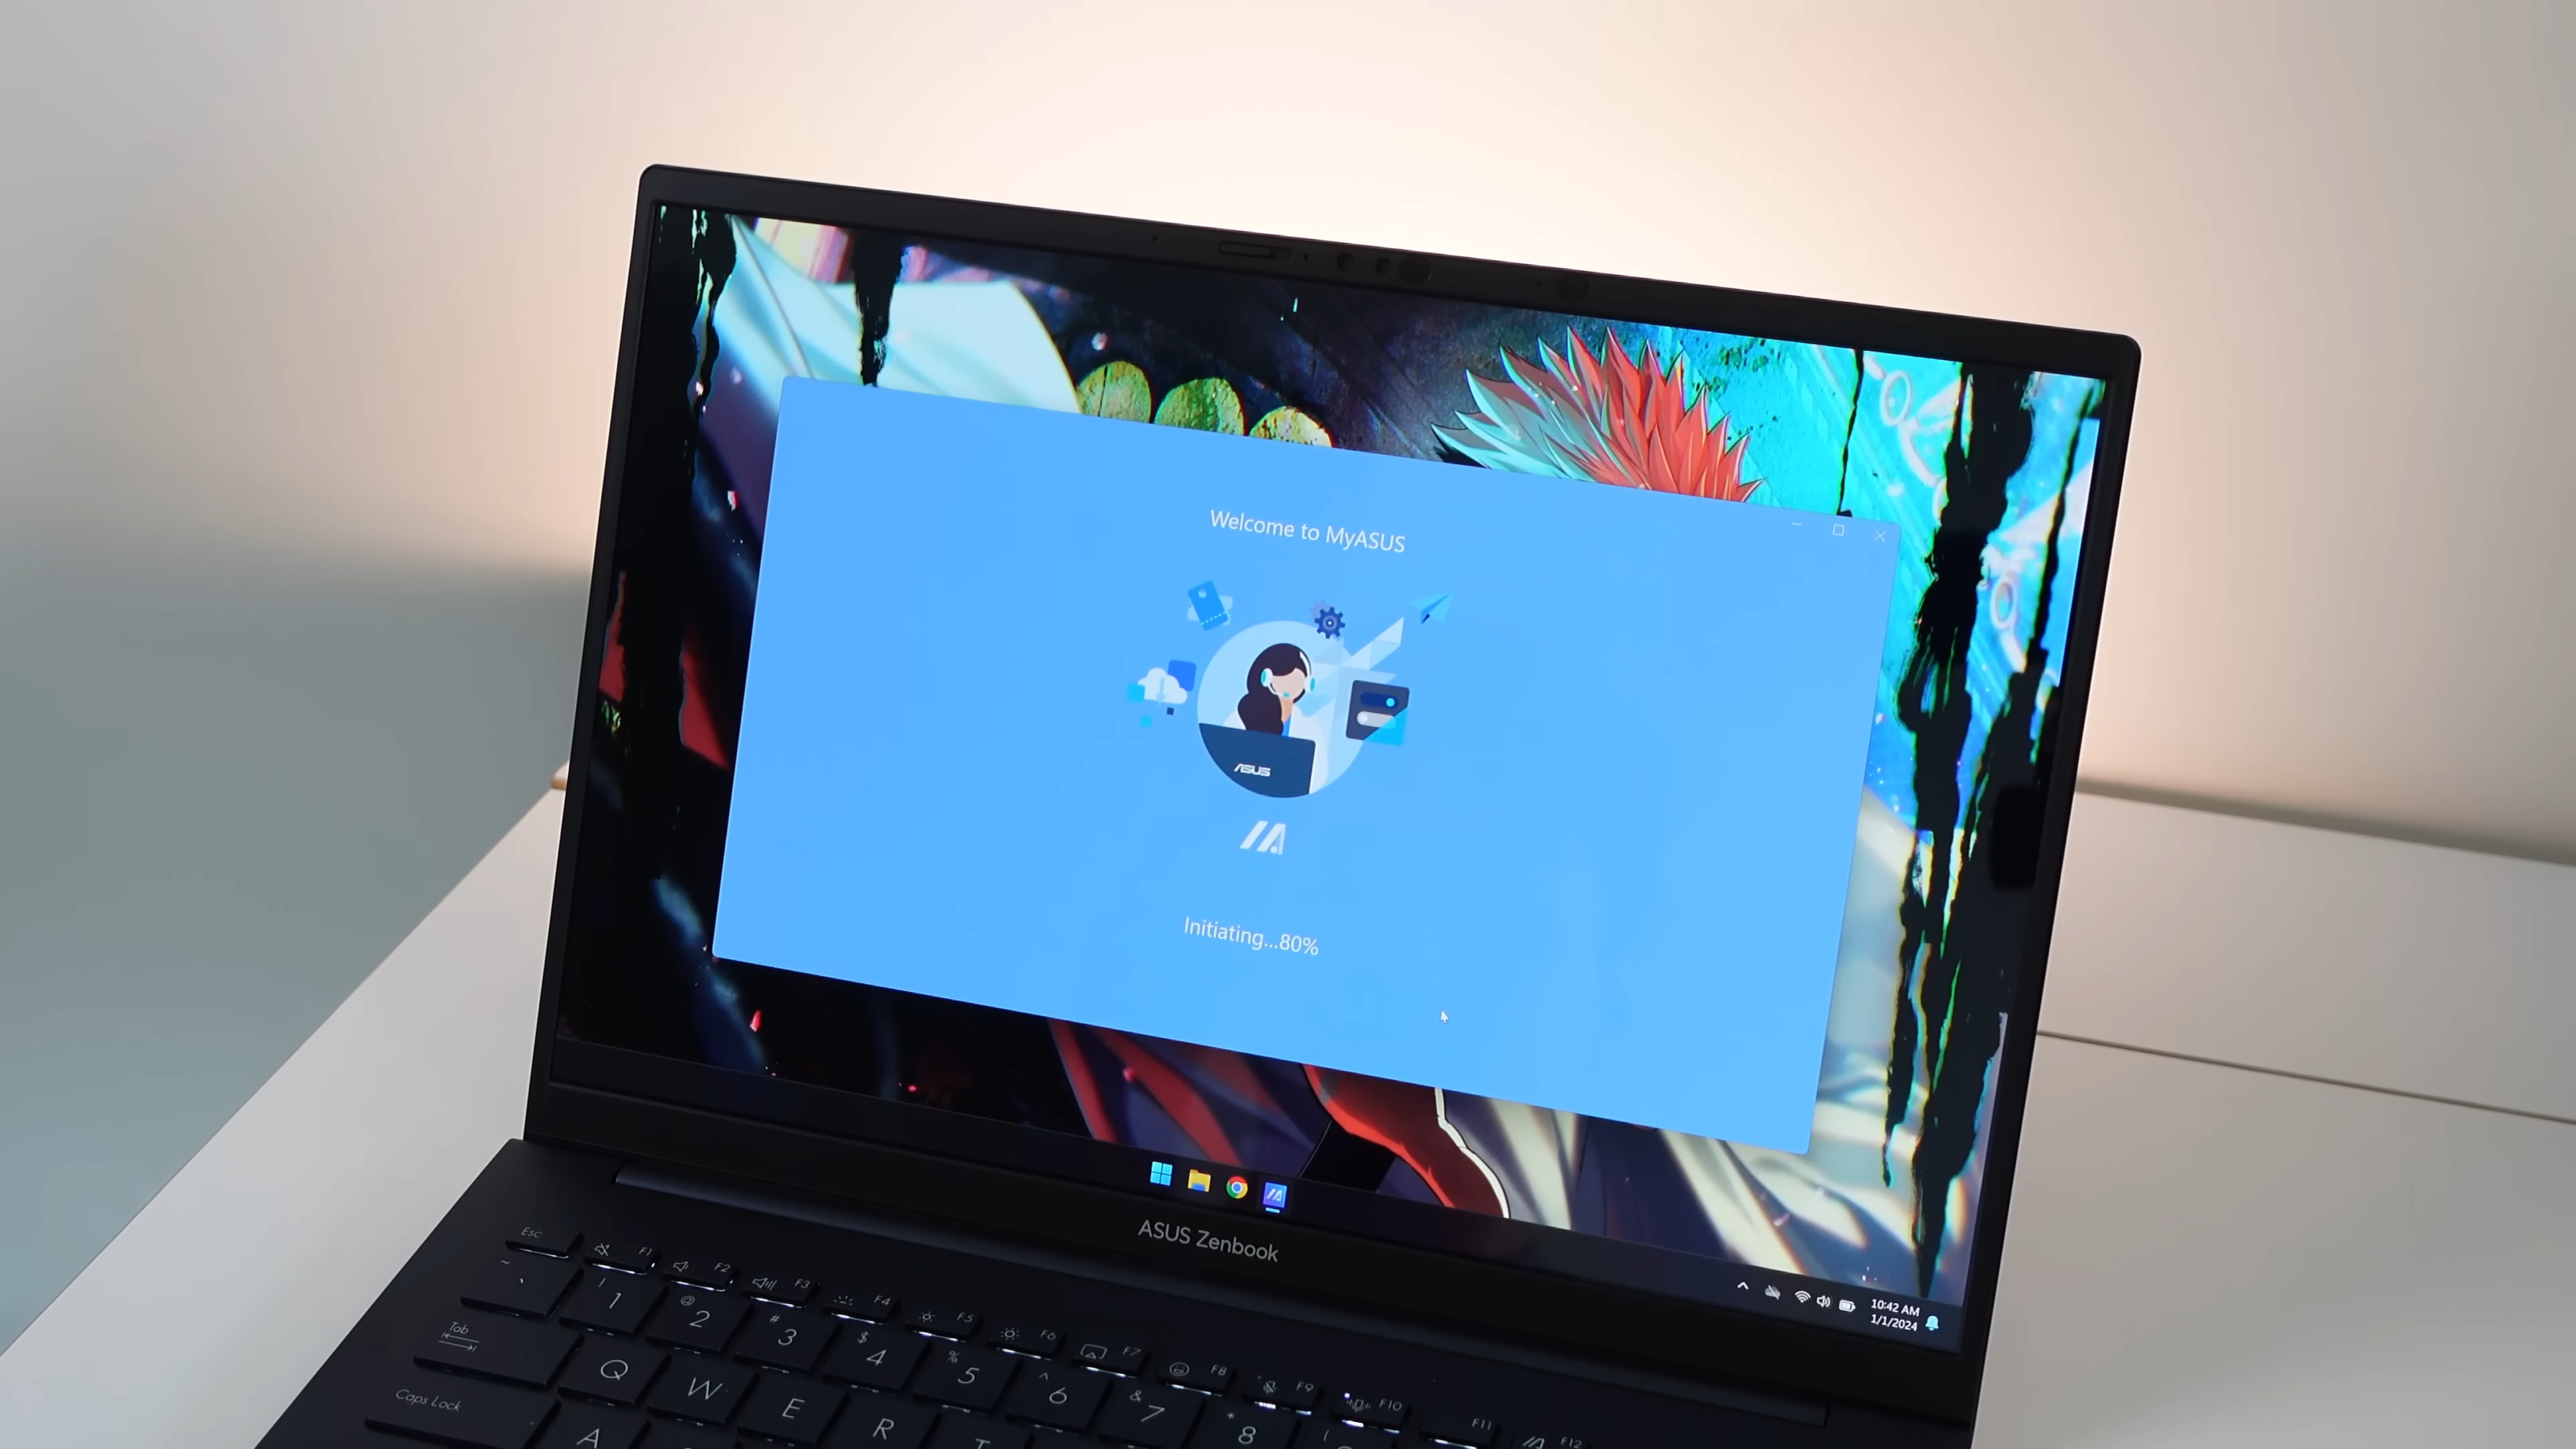 Welcome to MyASUS
ASUS
Initiating...80%
ASUS Zenbook
10:42 AM
1/1/2024
Esc
F1
F2
F3
F4
F5
F6
F7
F8
F9
F10
F11
F12
~ `
! 1
@ 2
# 3
$ 4
% 5
^ 6
& 7
* 8
(
Tab
Q
W
E
R
T
Caps Lock
A